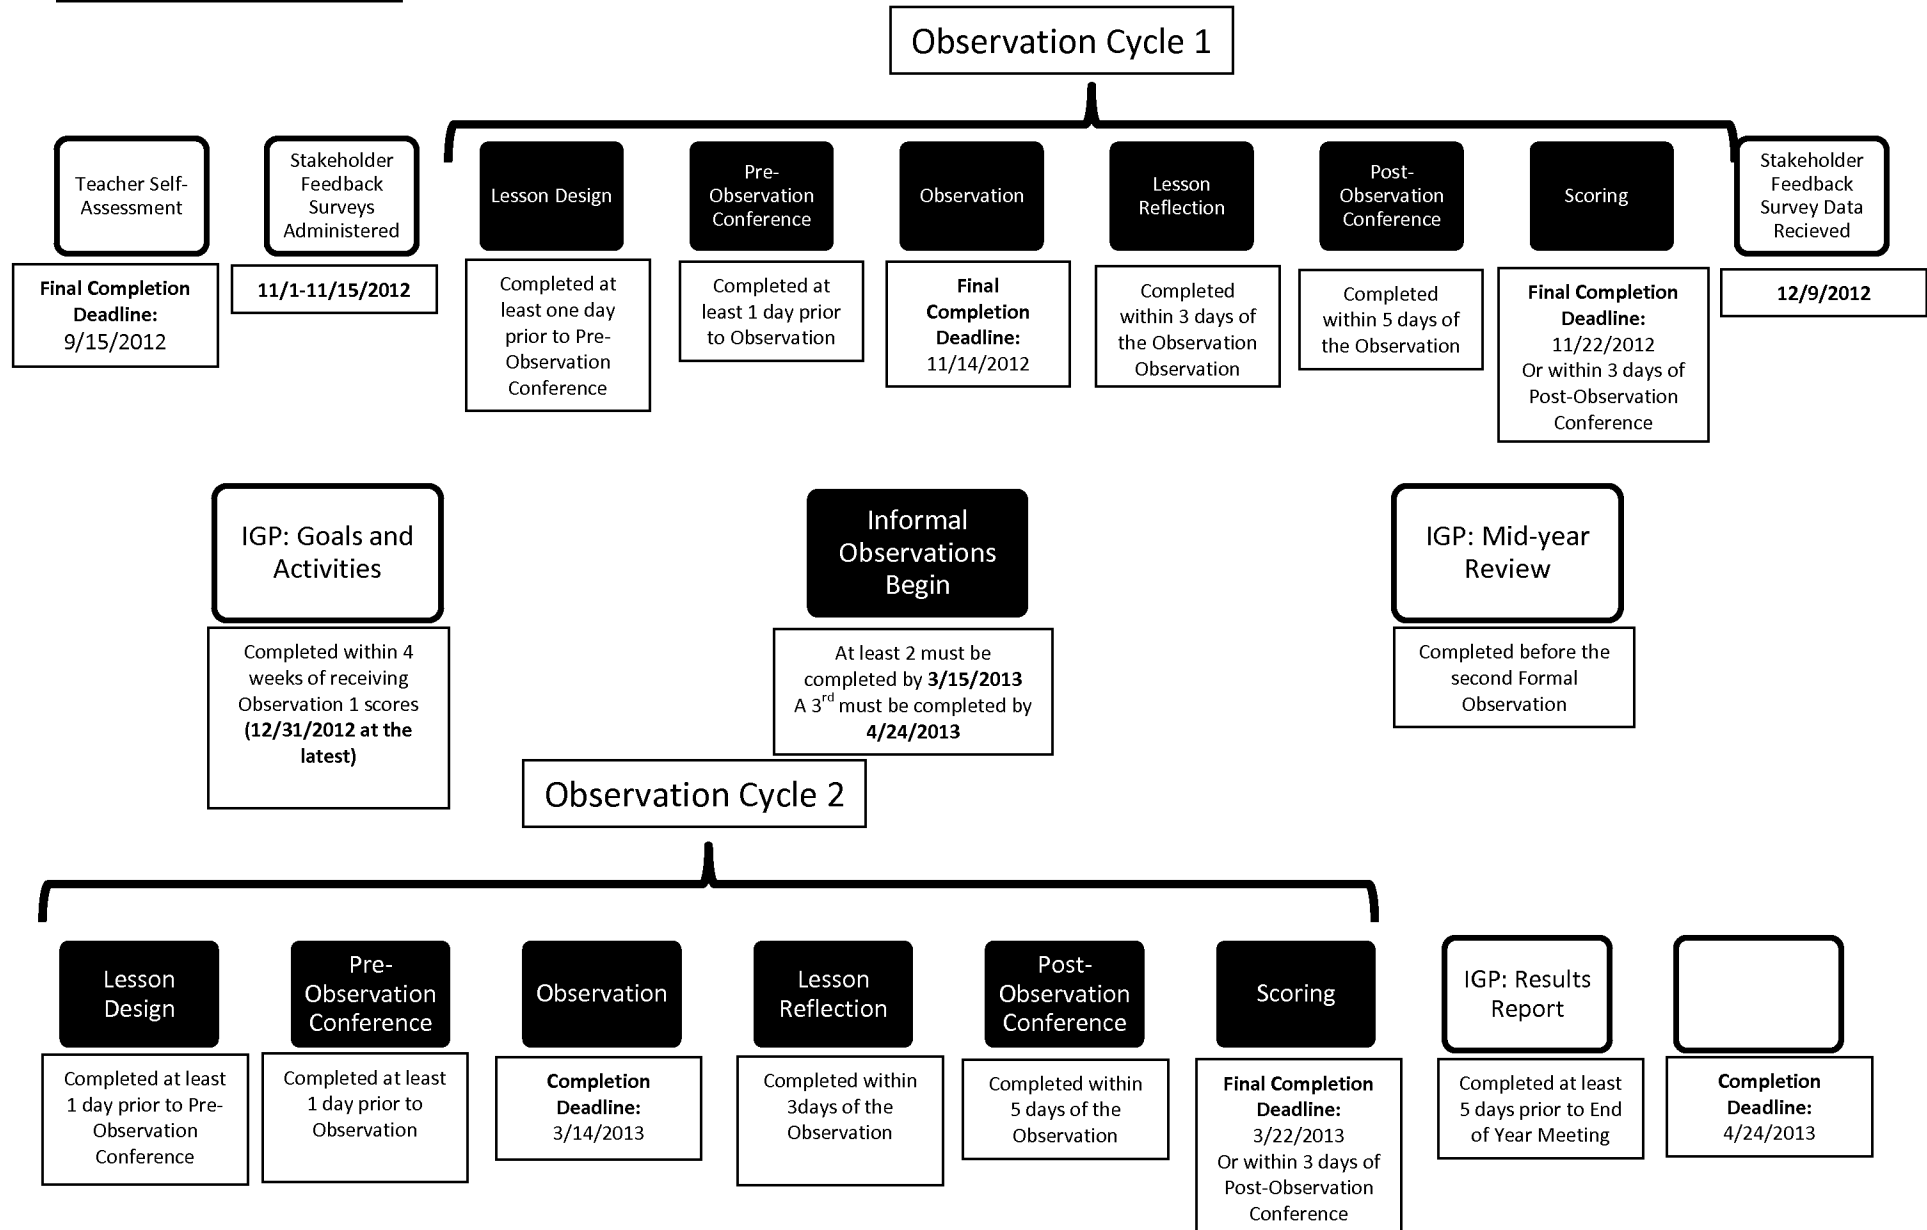 Observation Cycle 1
Teacher Self-
Assessment
Final Completion
Deadline:
9/15/2012
Stakeholder
Feedback
Surveys
Administered
11/1-11/15/2012
Lesson Design
Completed at
least one day
prior to Pre-
Observation
Conference
Pre-
Observation
Conference
Completed at
least 1 day prior
to Observation
Observation
Final
Completion
Deadline:
11/14/2012
Lesson
Reflection
Completed
within 3 days of
the Observation
Observation
Post-
Observation
Conference
Completed
within 5 days of
the Observation
Scoring
Final Completion
Deadline:
11/22/2012
Or within 3 days of
Post-Observation
Conference
Stakeholder
Feedback
Survey Data
Recieved
12/9/2012
IGP: Goals and
Activities
Completed within 4
weeks of receiving
Observation 1 scores
(12/31/2012 at the
latest)
Informal
Observations
Begin
At least 2 must be
completed by 3/15/2013
A 3rd must be completed by
4/24/2013
IGP: Mid-year
Review
Completed before the
second Formal
Observation
Observation Cycle 2
Lesson
Design
Completed at least
1 day prior to Pre-
Observation
Conference
Pre-
Observation
Conference
Completed at least
1 day prior to
Observation
Observation
Completion
Deadline:
3/14/2013
Lesson
Reflection
Completed within
3days of the
Observation
Post-
Observation
Conference
Completed within
5 days of the
Observation
Scoring
Final Completion
Deadline:
3/22/2013
Or within 3 days of
Post-Observation
Conference
IGP: Results
Report
Completed at least
5 days prior to End
of Year Meeting
Completion
Deadline:
4/24/2013